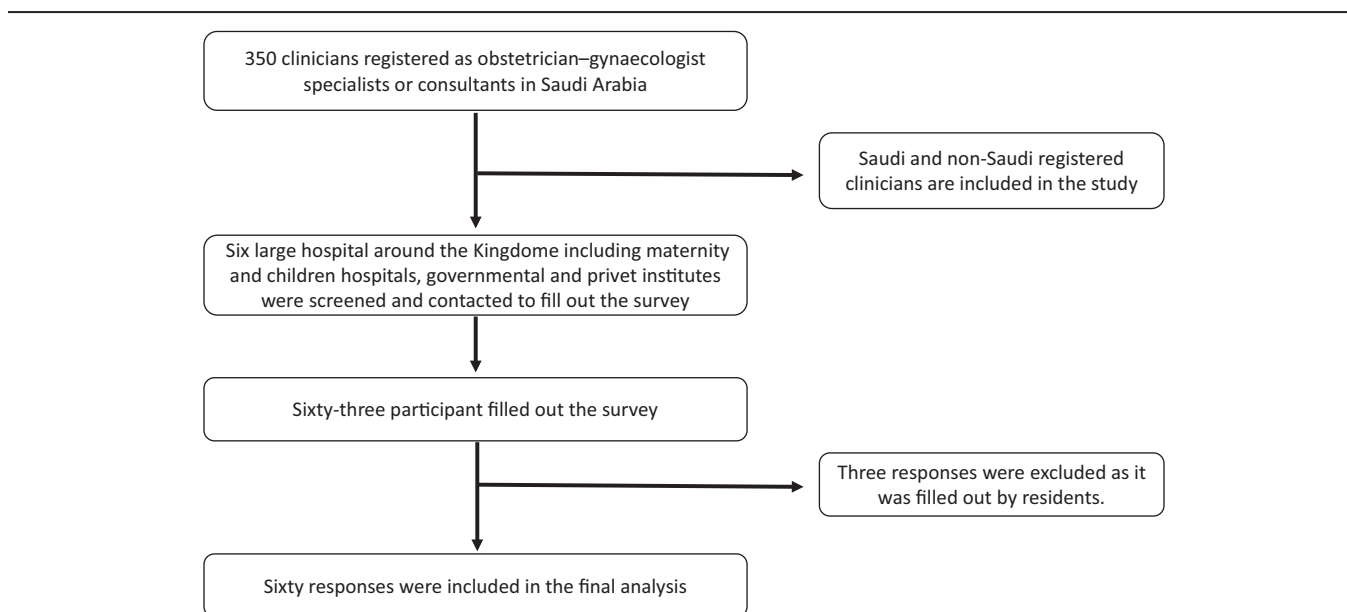 350 clinicians registered as obstetrician–gynaecologist
specialists or consultants in Saudi Arabia
Saudi and non-Saudi registered
clinicians are included in the study
Six large hospital around the Kingdome including maternity
and children hospitals, governmental and privet institutes
were screened and contacted to fill out the survey
Sixty-three participant filled out the survey
Three responses were excluded as it
was filled out by residents.
Sixty responses were included in the final analysis